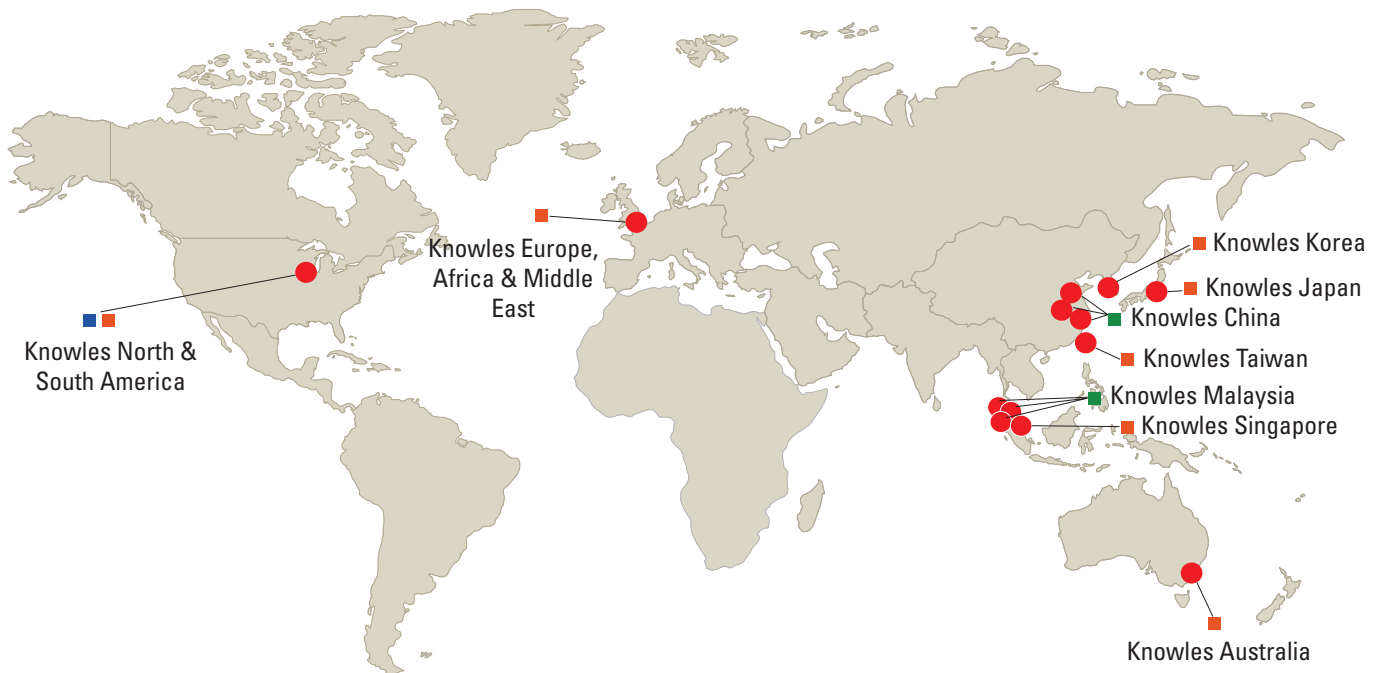 Knowles Europe,
Africa & Middle
East
Knowles North &
South America
Knowles Korea
Knowles Japan
Knowles China
Knowles Taiwan
Knowles Malaysia
Knowles Singapore
Knowles Australia